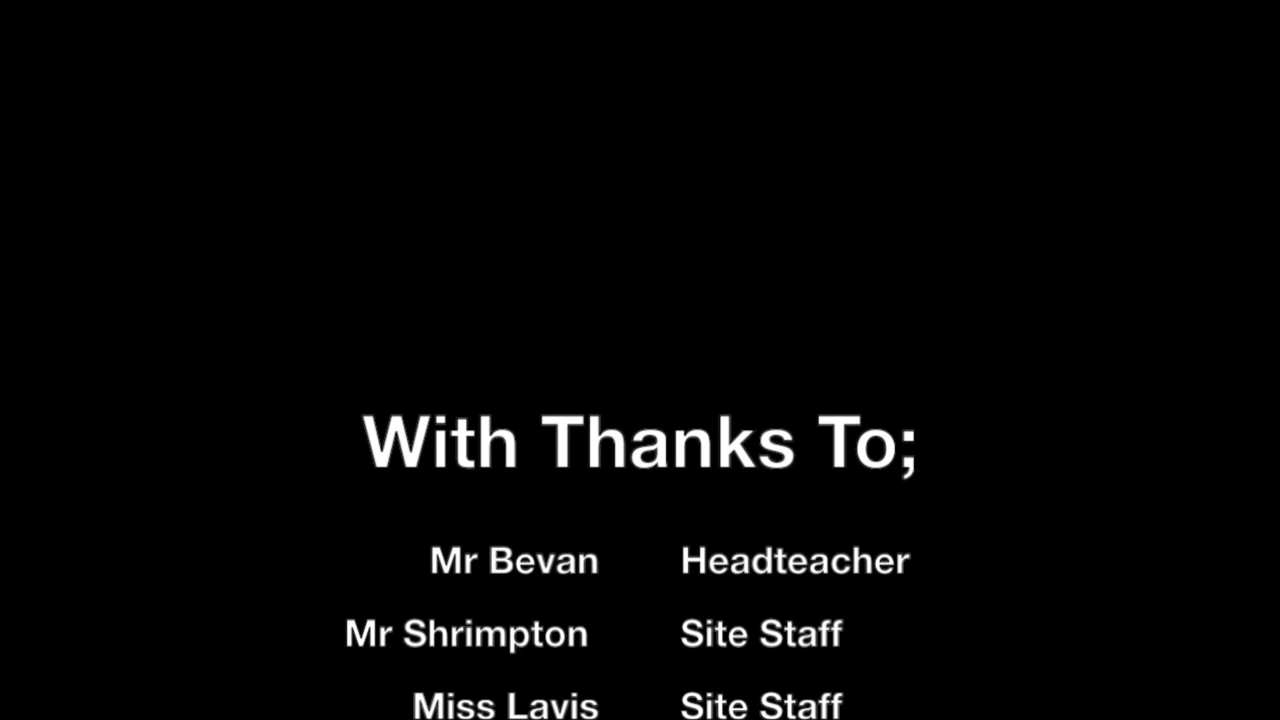 With Thanks To;
Mr Bevan Headteacher
Mr Shrimpton Site Staff
Miss Lavis Site Staff